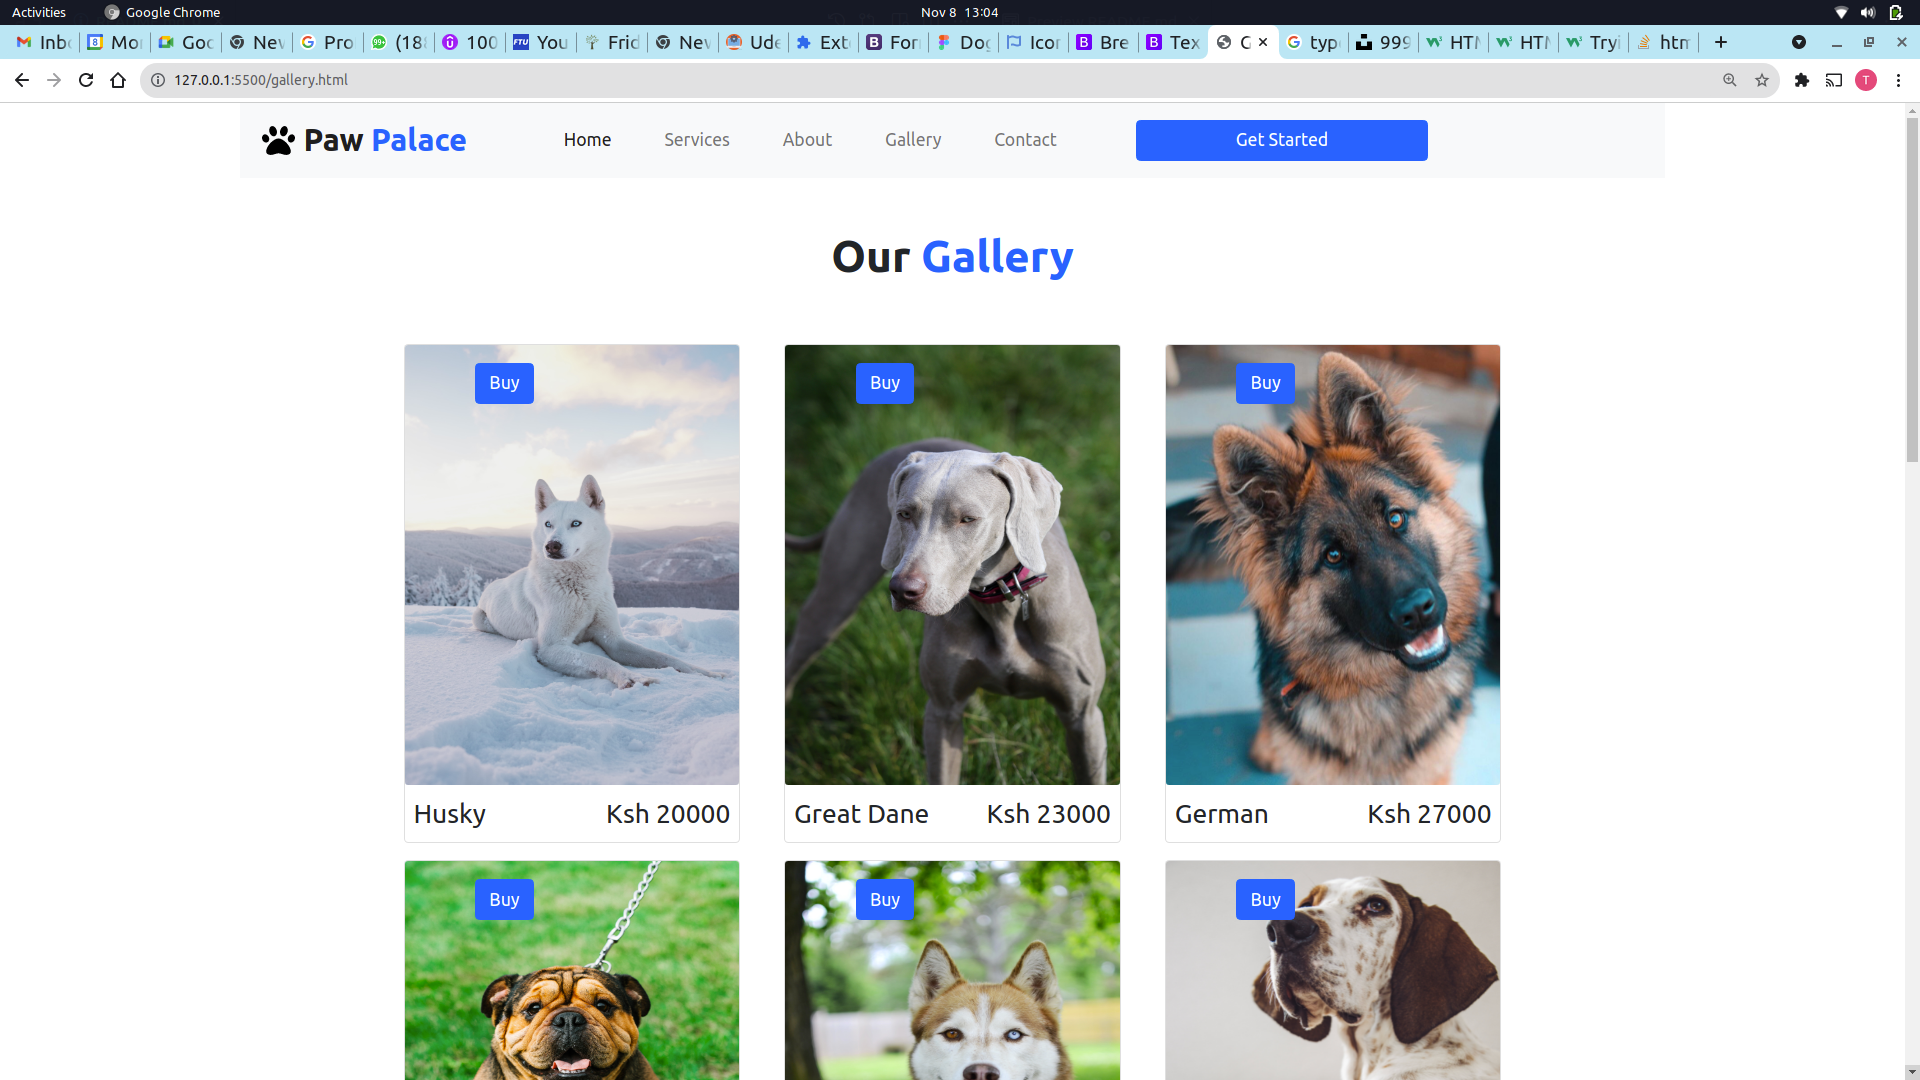 Activities Google Chrome Nov 8 13:04
Inb Mo Goo Nev Pro (188 100 You Frid Nev Ude Ext For Dog Icon Bre Tex typ 999 HTM HTM Tryi htm
127.0.0.1:5500/gallery.html T
Paw Palace Home Services About Gallery Contact Get Started
Our Gallery
Buy Buy Buy
Husky Ksh 20000 Great Dane Ksh 23000 German Ksh 27000
Buy Buy Buy